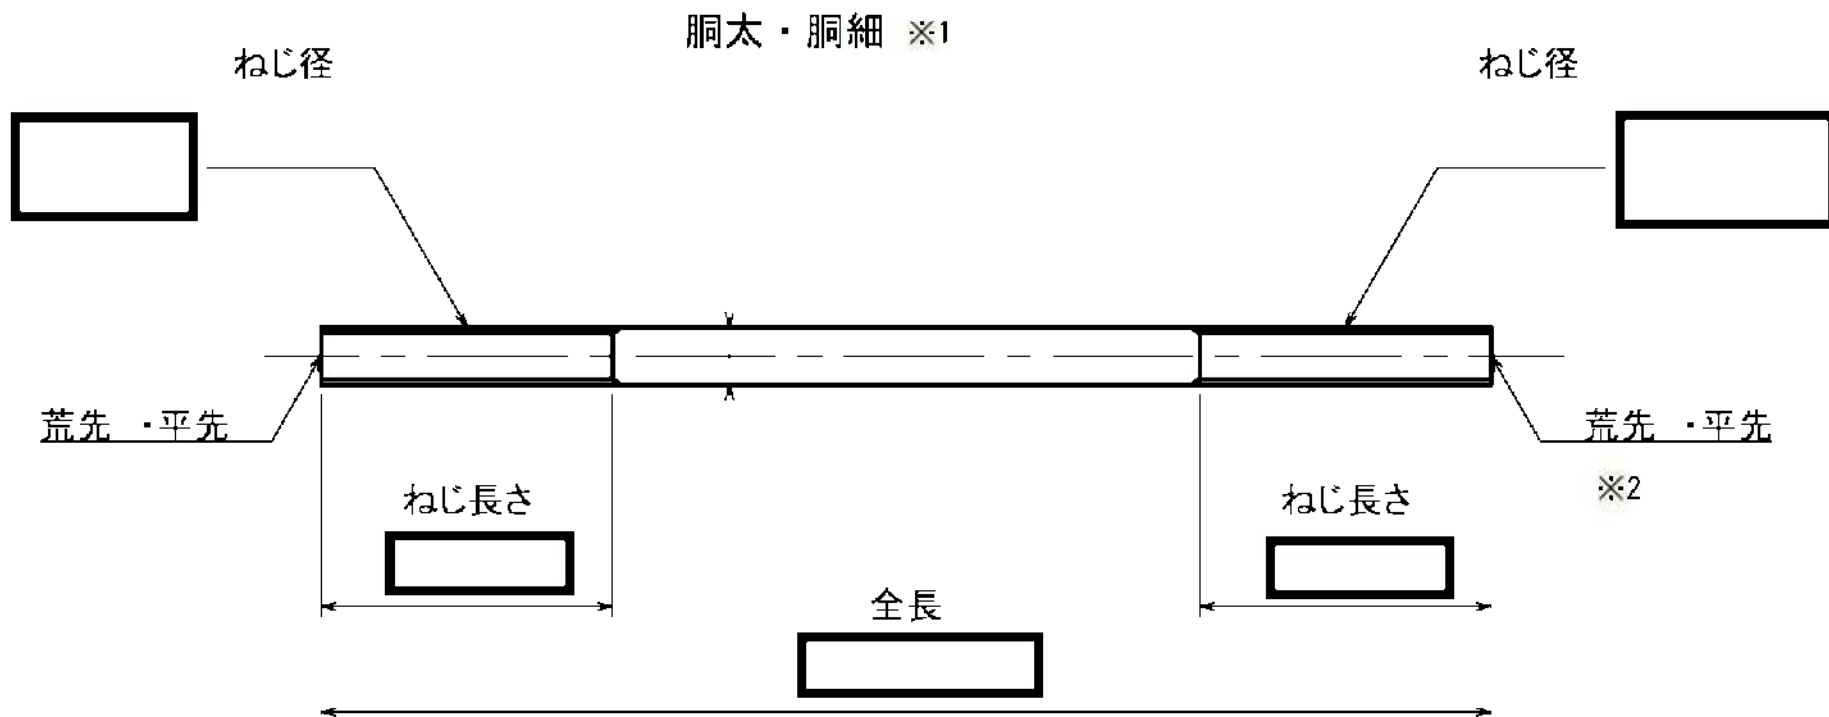 胴太・胴細 ※1
ねじ径
ねじ径
荒先 ・平先
荒先 ・平先
※2
ねじ長さ
ねじ長さ
全長